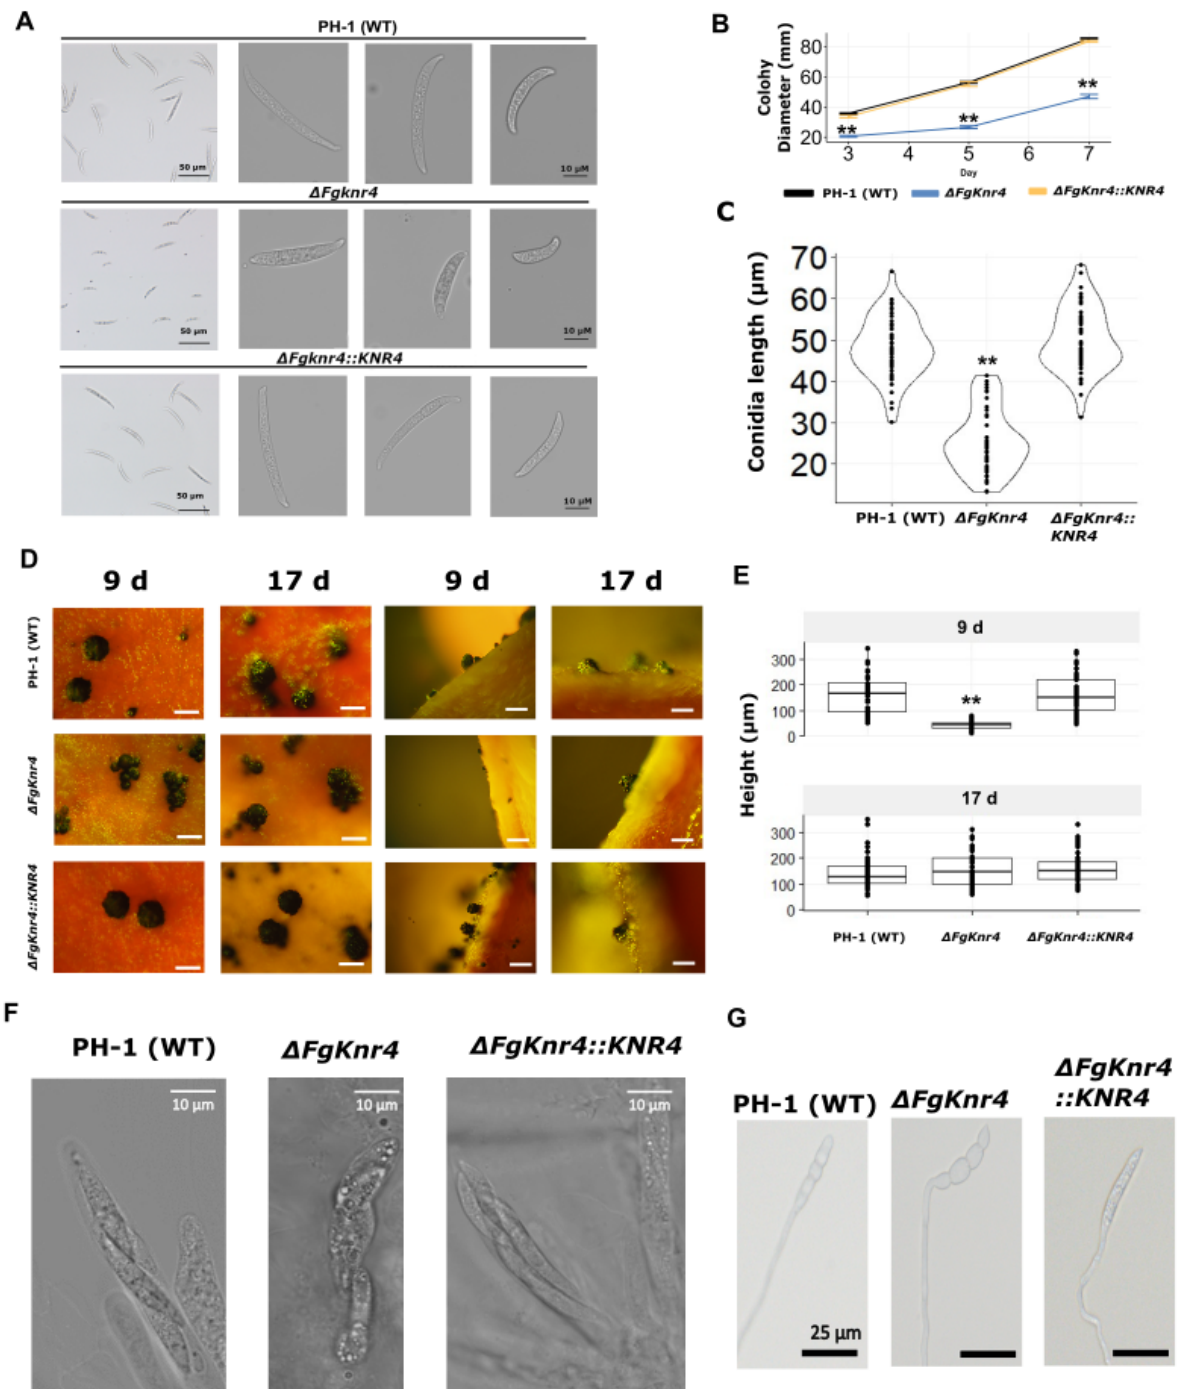 A
PH-1 (WT)
50 µm
10 µM
ΔFgknr4
50 µm
10 µM
ΔFgknr4::KNR4
50 µm
10 µM
B
Colohy
Diameter (mm)
80
60
40
20
** ** **
3 4 5 6 7
Day
PH-1 (WT) ΔFgKnr4 ΔFgKnr4::KNR4
C
Conidia length (µm)
70
60
50
40
30
20
**
PH-1 (WT) ΔFgKnr4 ΔFgKnr4::
KNR4
D
9 d 17 d 9 d 17 d
PH-1 (WT)
ΔFgKnr4
ΔFgKnr4::KNR4
E
Height (µm)
9 d
300
200
100
0
**
17 d
300
200
100
0
PH-1 (WT) ΔFgKnr4 ΔFgKnr4::KNR4
F
PH-1 (WT) ΔFgKnr4 ΔFgKnr4::KNR4
10 µm 10 µm 10 µm
G
PH-1 (WT) ΔFgKnr4 ΔFgKnr4
::KNR4
25 µm